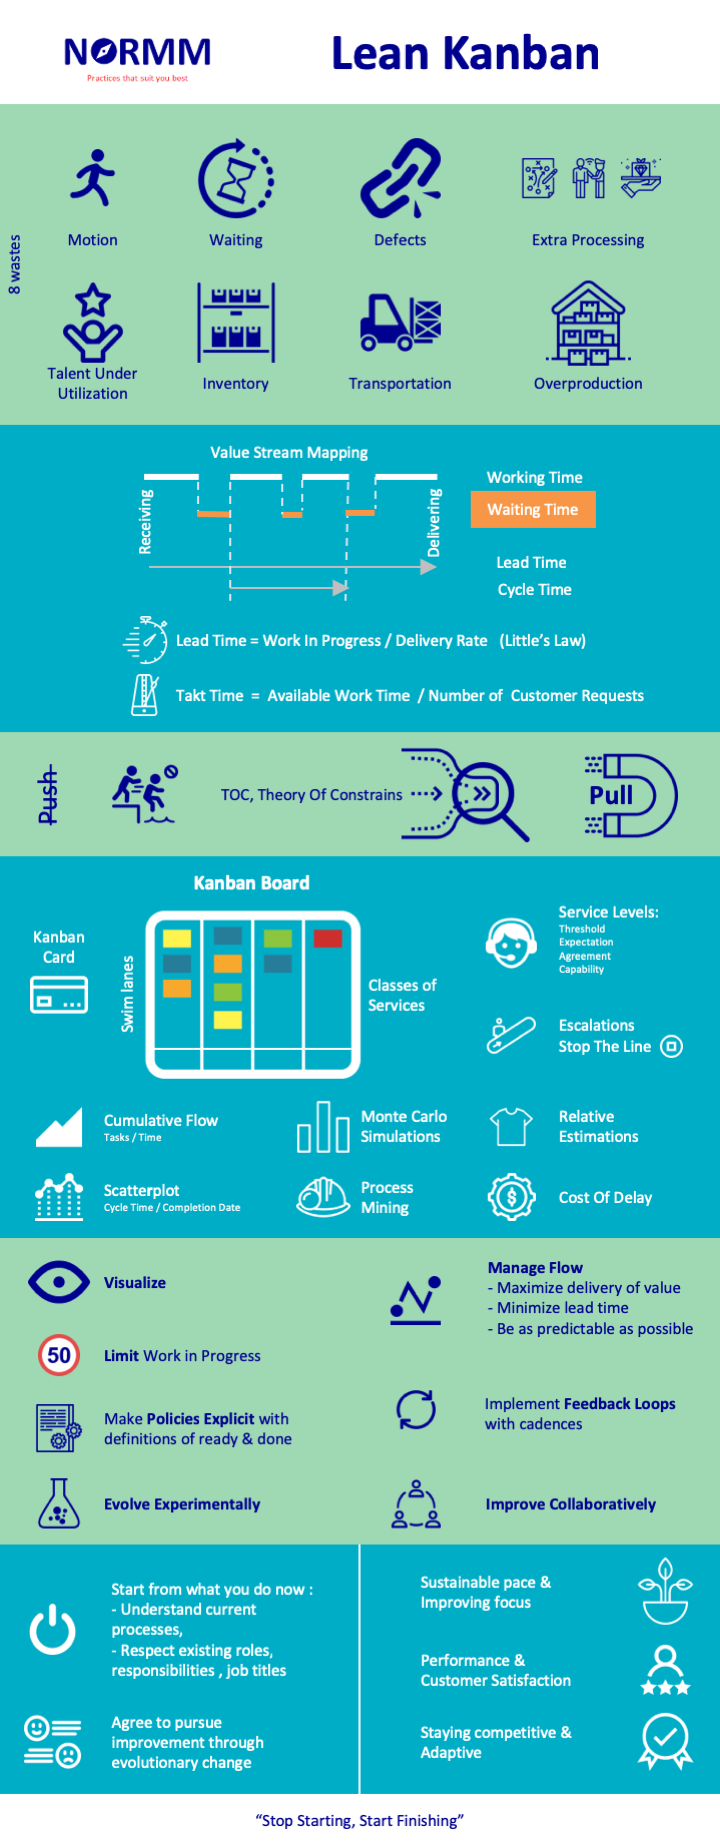 NORMM
Practices that suit you best
Lean Kanban
8 wastes
Motion
Waiting
Defects
Extra Processing
Talent Under
Utilization
Inventory
Transportation
Overproduction
Value Stream Mapping
Receiving
Delivering
Working Time
Waiting Time
Lead Time
Cycle Time
Lead Time = Work In Progress / Delivery Rate (Little's Law)
Takt Time = Available Work Time / Number of Customer Requests
Push
TOC, Theory Of Constrains
Pull
Kanban Board
Kanban
Card
Swim lanes
Classes of
Services
Service Levels:
Threshold
Expectation
Agreement
Capability
Escalations
Stop The Line
Cumulative Flow
Tasks / Time
Monte Carlo
Simulations
Relative
Estimations
Scatterplot
Cycle Time / Completion Date
Process
Mining
$
Cost Of Delay
Visualize
Manage Flow
- Maximize delivery of value
- Minimize lead time
- Be as predictable as possible
50
Limit Work in Progress
Make Policies Explicit with
definitions of ready & done
Implement Feedback Loops
with cadences
Evolve Experimentally
Improve Collaboratively
Start from what you do now :
- Understand current
processes,
- Respect existing roles,
responsibilities , job titles
Agree to pursue
improvement through
evolutionary change
Sustainable pace &
Improving focus
Performance &
Customer Satisfaction
Staying competitive &
Adaptive
“Stop Starting, Start Finishing”